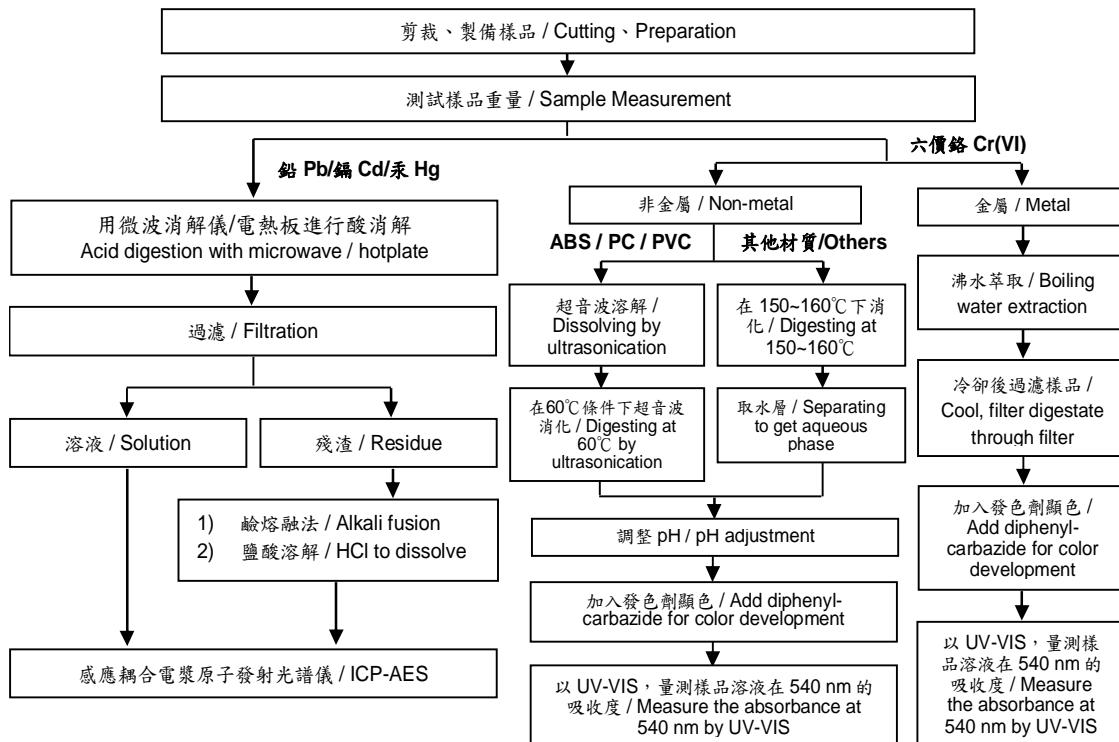 剪裁、製備樣品 / Cutting、Preparation
測試樣品重量 / Sample Measurement
鉛 Pb/鎘 Cd/汞 Hg
用微波消解儀/電熱板進行酸消解
Acid digestion with microwave / hotplate
過濾 / Filtration
溶液 / Solution
殘渣 / Residue
1) 鹼熔融法 / Alkali fusion
2) 鹽酸溶解 / HCl to dissolve
感應耦合電漿原子發射光譜儀 / ICP-AES
六價鉻 Cr(VI)
非金屬 / Non-metal
ABS / PC / PVC
超音波溶解 /
Dissolving by
ultrasonication
在60℃條件下超音波
消化 / Digesting at
60℃ by
ultrasonication
其他材質/Others
在 150~160℃下消
化 / Digesting at
150~160℃
取水層 / Separating
to get aqueous
phase
調整 pH / pH adjustment
加入發色劑顯色 / Add diphenyl-
carbazide for color development
以 UV-VIS，量測樣品溶液在 540 nm 的
吸收度 / Measure the absorbance at
540 nm by UV-VIS
金屬 / Metal
沸水萃取 / Boiling
water extraction
冷卻後過濾樣品 /
Cool, filter digestate
through filter
加入發色劑顯色 /
Add diphenyl-
carbazide for color
development
以 UV-VIS，量測樣
品溶液在 540 nm 的
吸收度 / Measure
the absorbance at
540 nm by UV-VIS